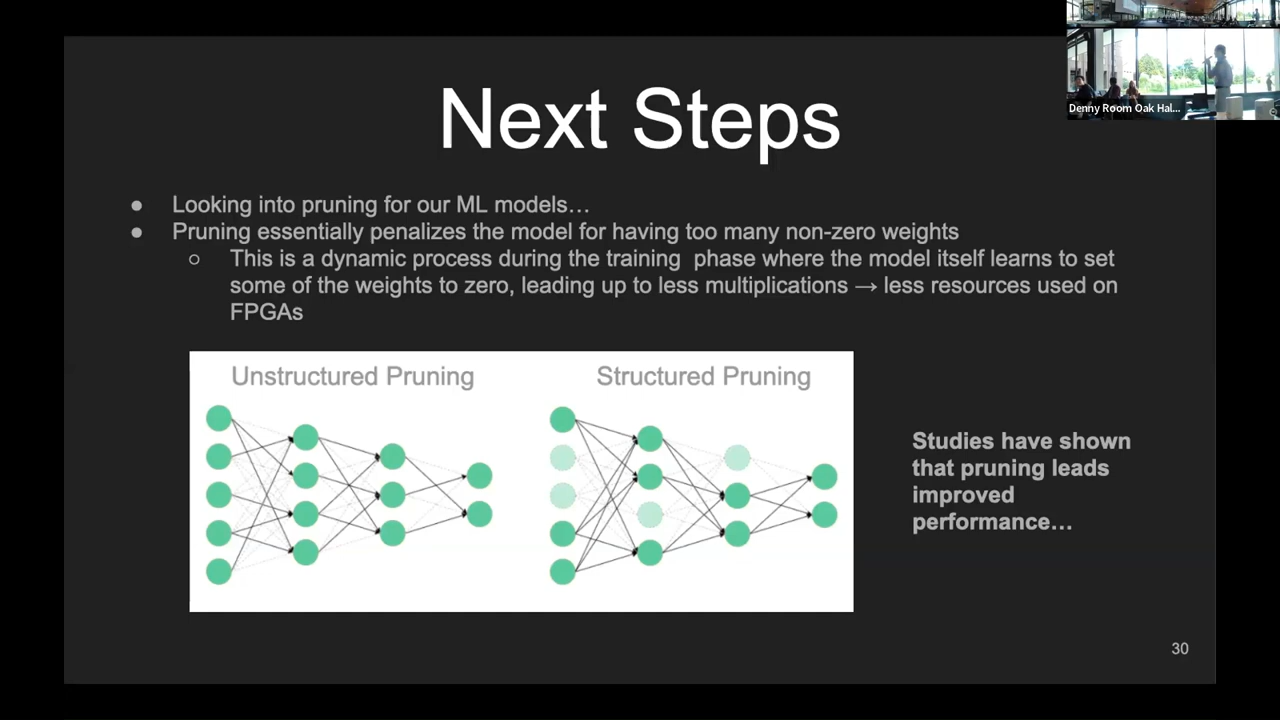 Next Steps
Denny Room Oak Hal...
● Looking into pruning for our ML models…
● Pruning essentially penalizes the model for having too many non-zero weights
○ This is a dynamic process during the training phase where the model itself learns to set
some of the weights to zero, leading up to less multiplications → less resources used on
FPGAs
Unstructured Pruning
Structured Pruning
Studies have shown
that pruning leads
improved
performance…
30